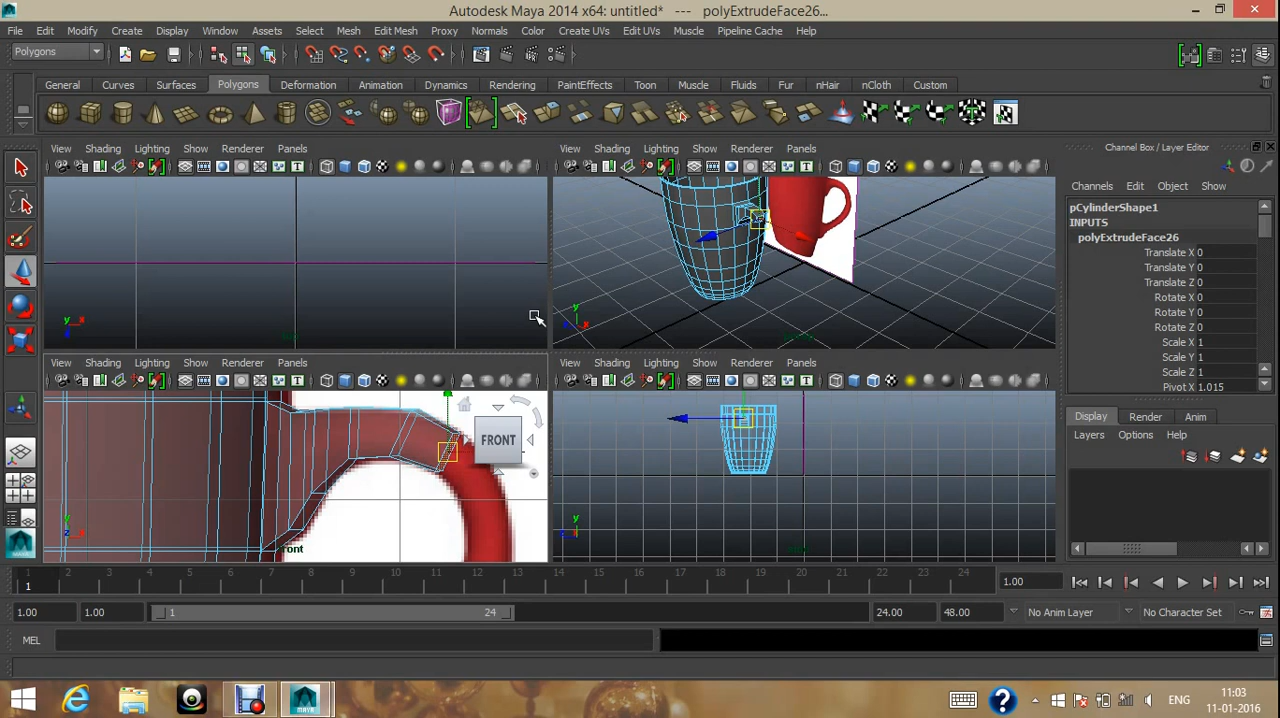 Autodesk Maya 2014 x64: untitled* --- polyExtrudeFace26...
File Edit Modify Create Display Window Assets Select Mesh Edit Mesh Proxy Normals Color Create UVs Edit UVs Muscle Pipeline Cache Help
Polygons
General Curves Surfaces Polygons Deformation Animation Dynamics Rendering PaintEffects Toon Muscle Fluids Fur nHair nCloth Custom
View Shading Lighting Show Renderer Panels
View Shading Lighting Show Renderer Panels
Channel Box / Layer Editor
Channels Edit Object Show
pCylinderShape1
INPUTS
polyExtrudeFace26
Translate X 0
Translate Y 0
Translate Z 0
Rotate X 0
Rotate Y 0
Rotate Z 0
Scale X 1
Scale Y 1
Scale Z 1
Pivot X 1.015
y x
y x
View Shading Lighting Show Renderer Panels
View Shading Lighting Show Renderer Panels
FRONT
front
y z x
y
Display Render Anim
Layers Options Help
1 2 3 4 5 6 7 8 9 10 11 12 13 14 15 16 17 18 19 20 21 22 23 24
1
1.00
1.00 1.00 1 24 24.00 48.00 No Anim Layer No Character Set
MEL
MAYA
ENG
11:03
11-01-2016